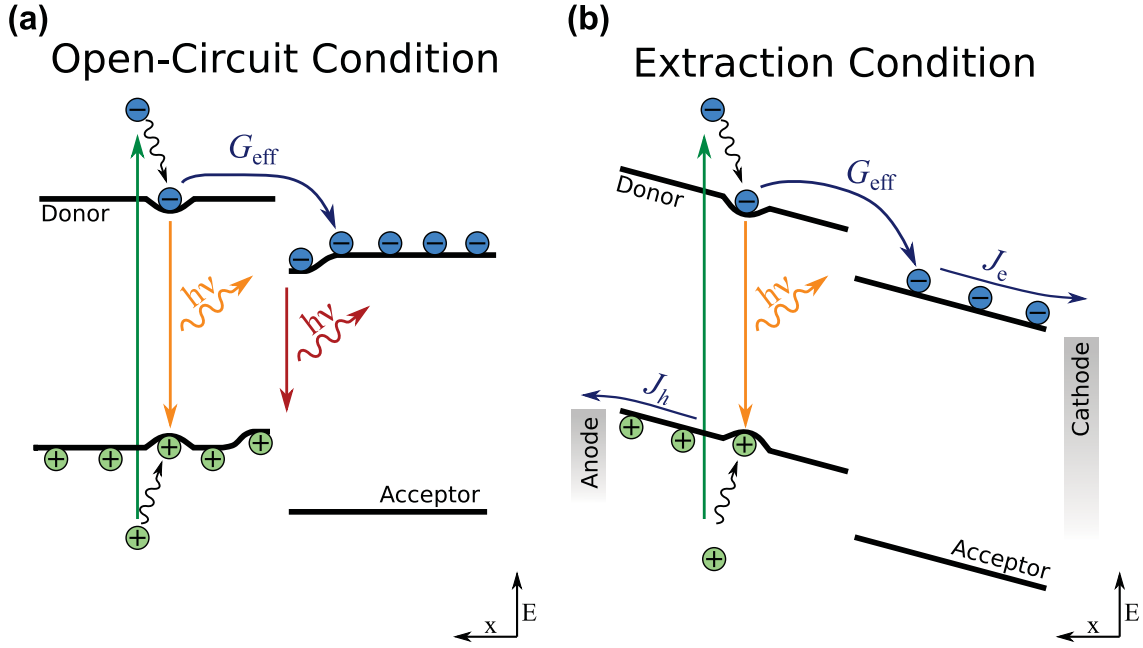 (a)
Open-Circuit Condition
G_eff
Donor
hν
hν
Acceptor
E
x
(b)
Extraction Condition
Donor
G_eff
J_e
hν
J_h
Anode
Cathode
Acceptor
E
x